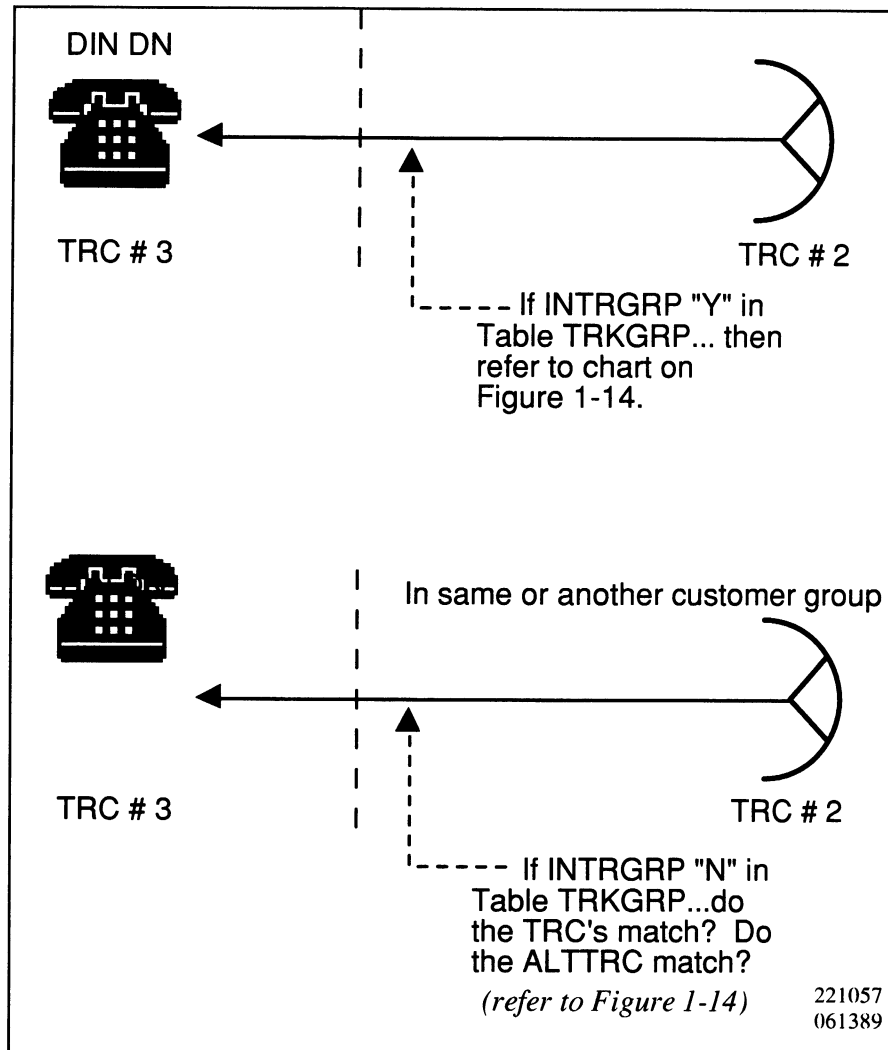 DIN DN
TRC # 3
TRC # 2
If INTRGRP "Y" in
Table TRKGRP... then
refer to chart on
Figure 1-14.
In same or another customer group
TRC # 3
TRC # 2
If INTRGRP "N" in
Table TRKGRP...do
the TRC's match?  Do
the ALTTRC match?
(refer to Figure 1-14)
221057
061389